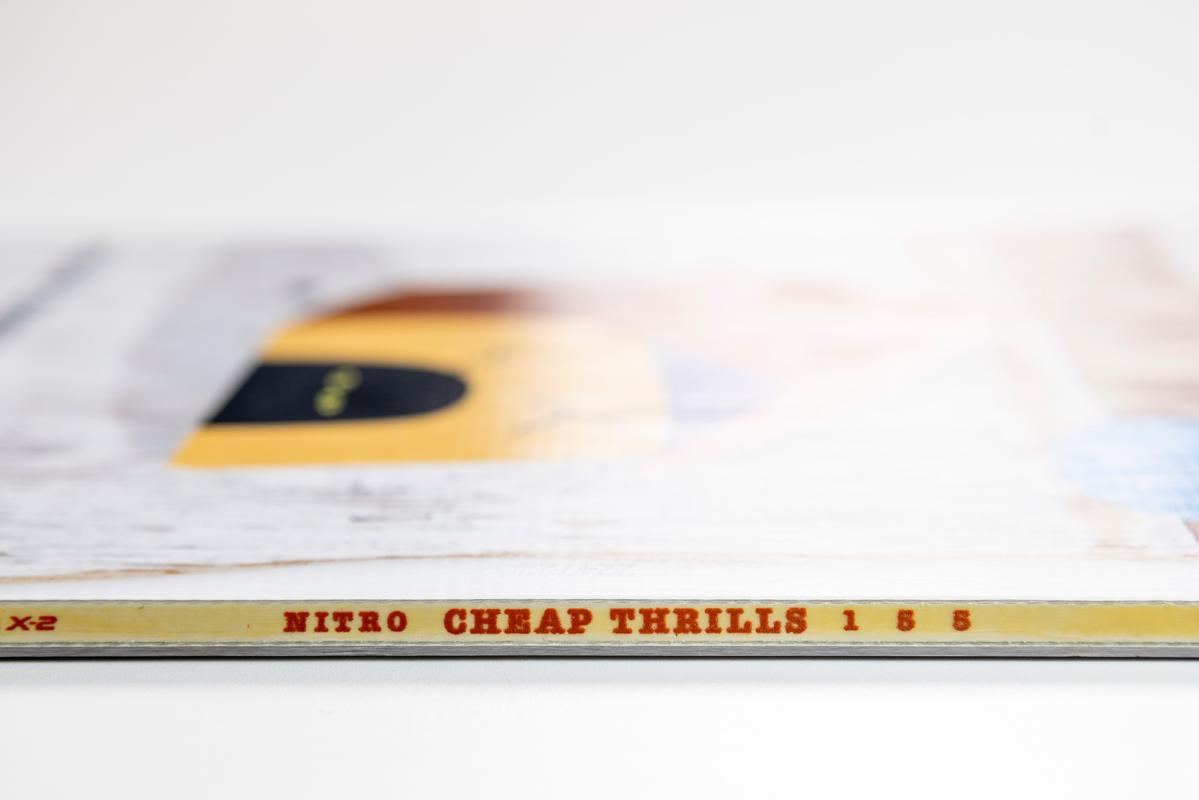 X-2 NITRO CHEAP THRILLS 1 5 5